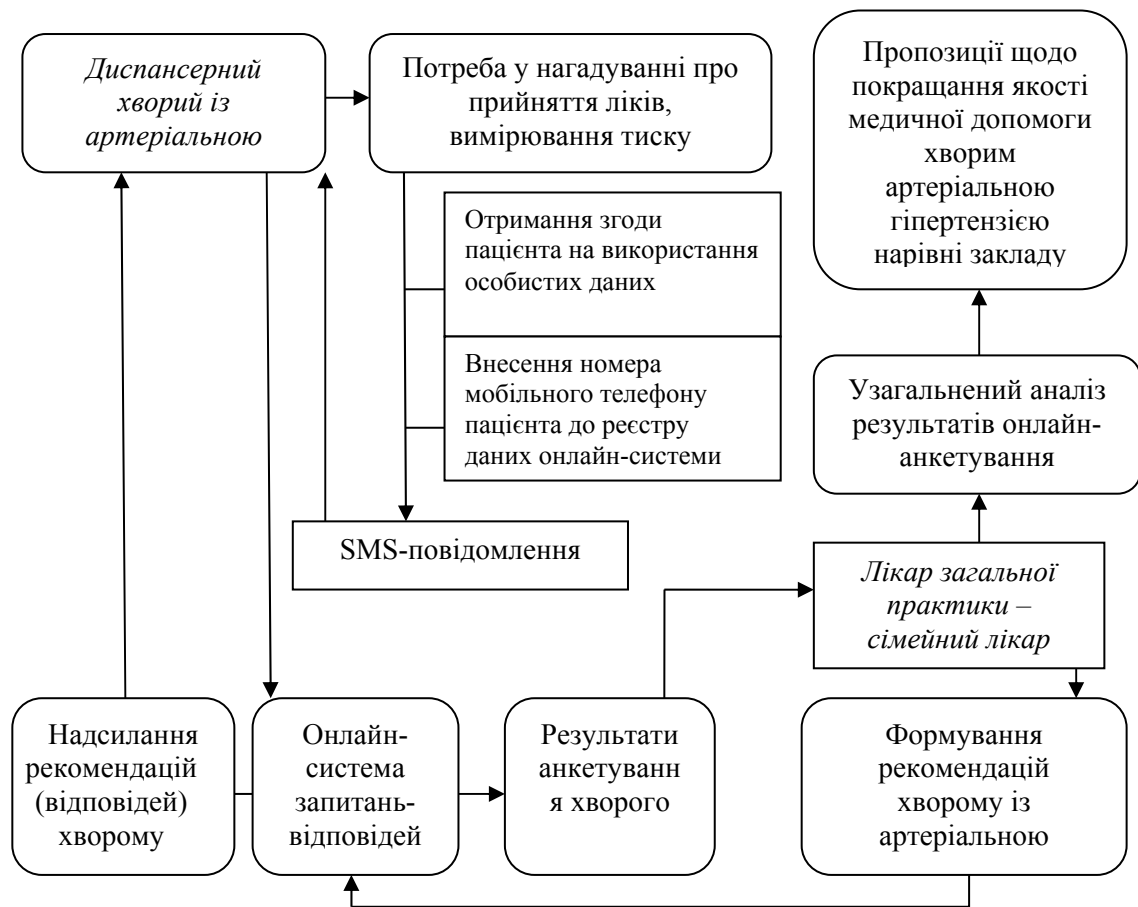 Диспансерний
хворий із
артеріальною
Потреба у нагадуванні про
прийняття ліків,
вимірювання тиску
Пропозиції щодо
покращання якості
медичної допомоги
хворим
артеріальною
гіпертензією
нарівні закладу
Отримання згоди
пацієнта на використання
особистих даних
Внесення номера
мобільного телефону
пацієнта до реєстру
даних онлайн-системи
Узагальнений аналіз
результатів онлайн-
анкетування
SMS-повідомлення
Лікар загальної
практики –
сімейний лікар
Надсилання
рекомендацій
(відповідей)
хворому
Онлайн-
система
запитань-
відповідей
Результати
анкетуванн
я хворого
Формування
рекомендацій
хворому із
артеріальною